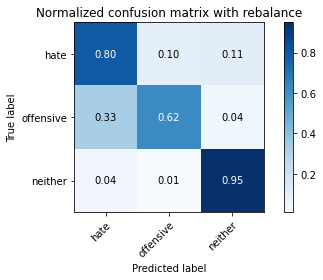 Normalized confusion matrix with rebalance
hate 0.80 0.10 0.11
offensive 0.33 0.62 0.04
neither 0.04 0.01 0.95
True label
hate offensive neither
Predicted label
0.8
0.6
0.4
0.2